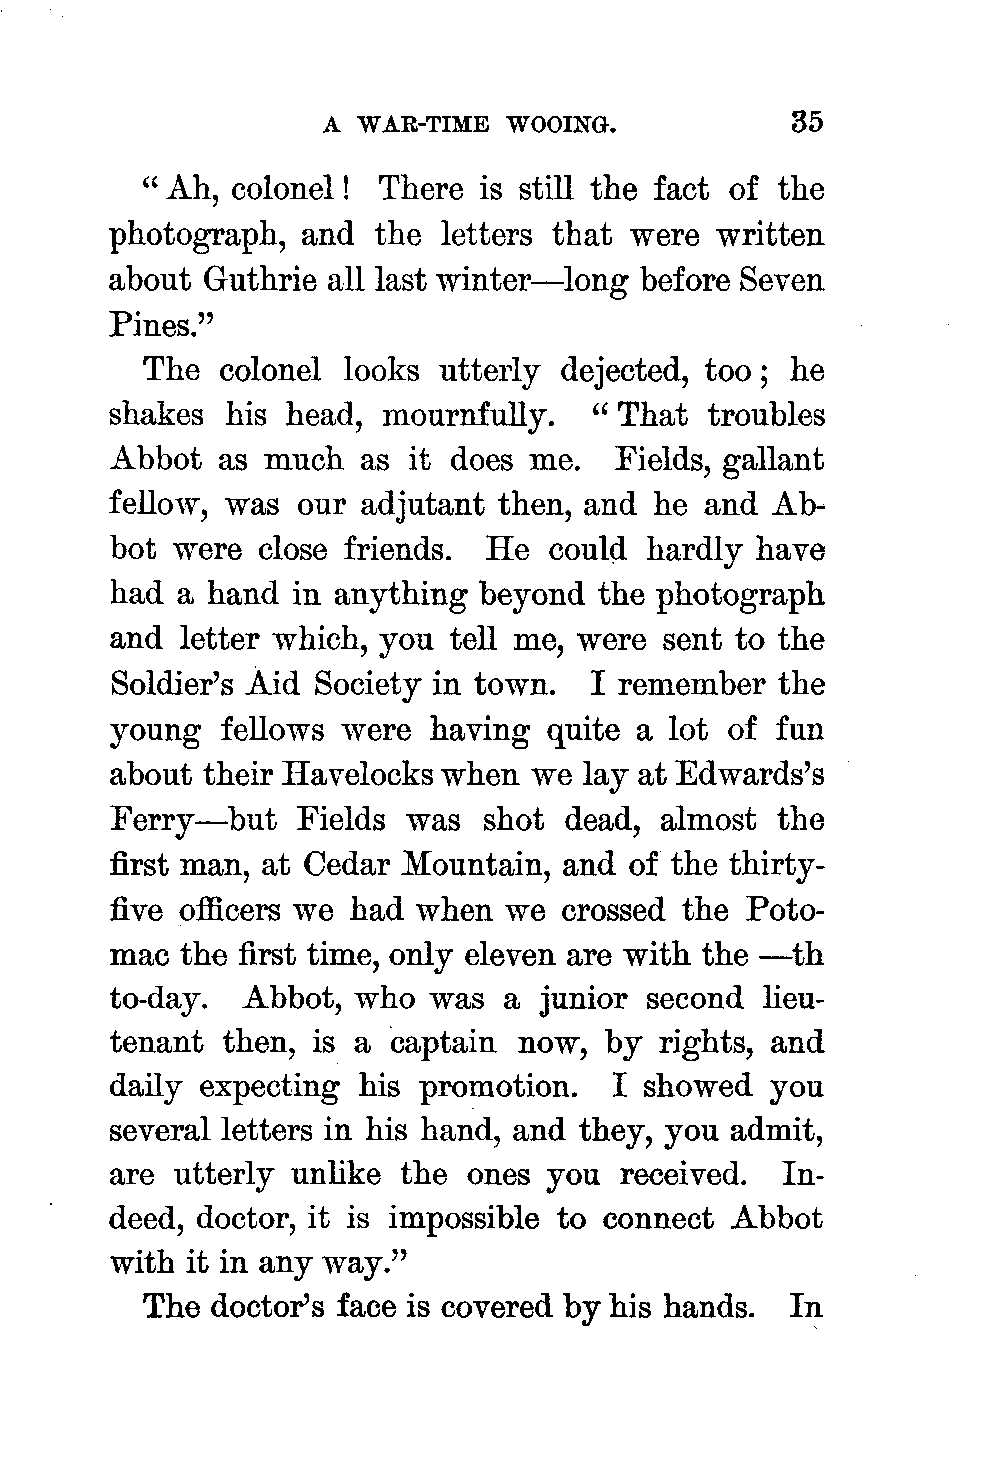 A WAR-TIME WOOING. 35
“Ah, colonel! There is still the fact of the
photograph, and the letters that were written
about Guthrie all last winter—long before Seven
Pines.”
The colonel looks utterly dejected, too; he
shakes his head, mournfully. “That troubles
Abbot as much as it does me. Fields, gallant
fellow, was our adjutant then, and he and Ab-
bot were close friends. He could hardly have
had a hand in anything beyond the photograph
and letter which, you tell me, were sent to the
Soldier’s Aid Society in town. I remember the
young fellows were having quite a lot of fun
about their Havelocks when we lay at Edwards’s
Ferry—but Fields was shot dead, almost the
first man, at Cedar Mountain, and of the thirty-
five officers we had when we crossed the Poto-
mac the first time, only eleven are with the —th
to-day. Abbot, who was a junior second lieu-
tenant then, is a captain now, by rights, and
daily expecting his promotion. I showed you
several letters in his hand, and they, you admit,
are utterly unlike the ones you received. In-
deed, doctor, it is impossible to connect Abbot
with it in any way.”
The doctor’s face is covered by his hands. In